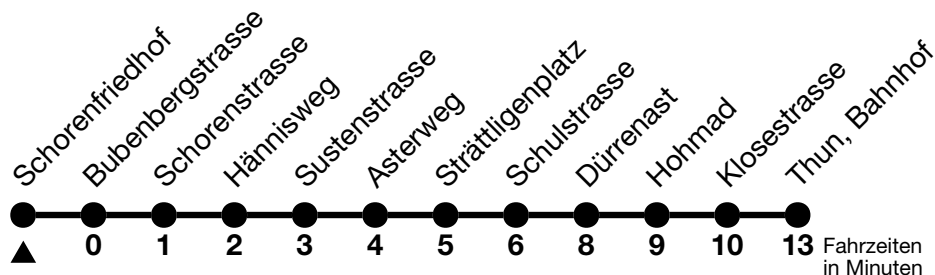 Schorenfriedhof
Bubenbergstrasse
Schorenstrasse
Hännisweg
Sustenstrasse
Asterweg
Strättligenplatz
Schulstrasse
Dürrenast
Hohmad
Klosestrasse
Thun, Bahnhof
0 1 2 3 4 5 6 8 9 10 13 Fahrzeiten
in Minuten